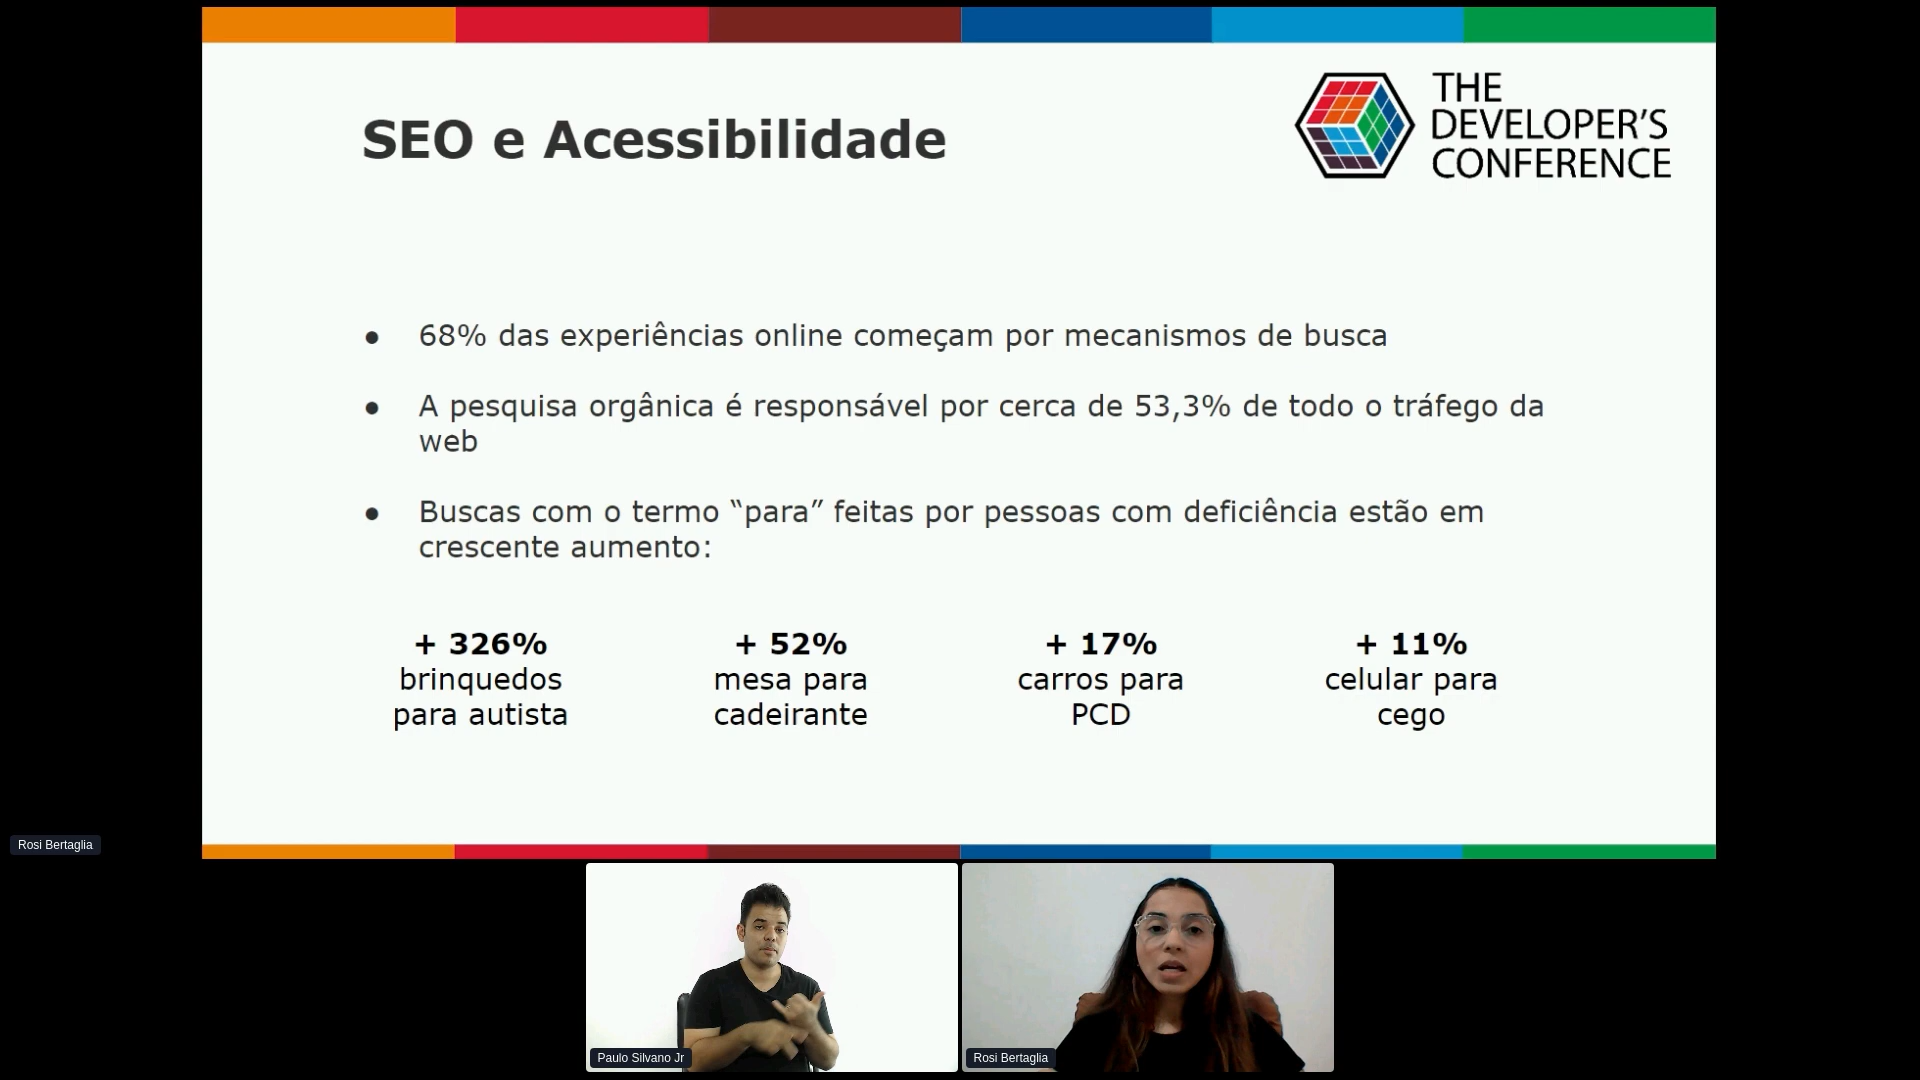 THE
DEVELOPER'S
CONFERENCE
SEO e Acessibilidade
● 68% das experiências online começam por mecanismos de busca
● A pesquisa orgânica é responsável por cerca de 53,3% de todo o tráfego da
web
● Buscas com o termo “para” feitas por pessoas com deficiência estão em
crescente aumento:
+ 326%
brinquedos
para autista
+ 52%
mesa para
cadeirante
+ 17%
carros para
PCD
+ 11%
celular para
cego
Rosi Bertaglia
Paulo Silvano Jr
Rosi Bertaglia